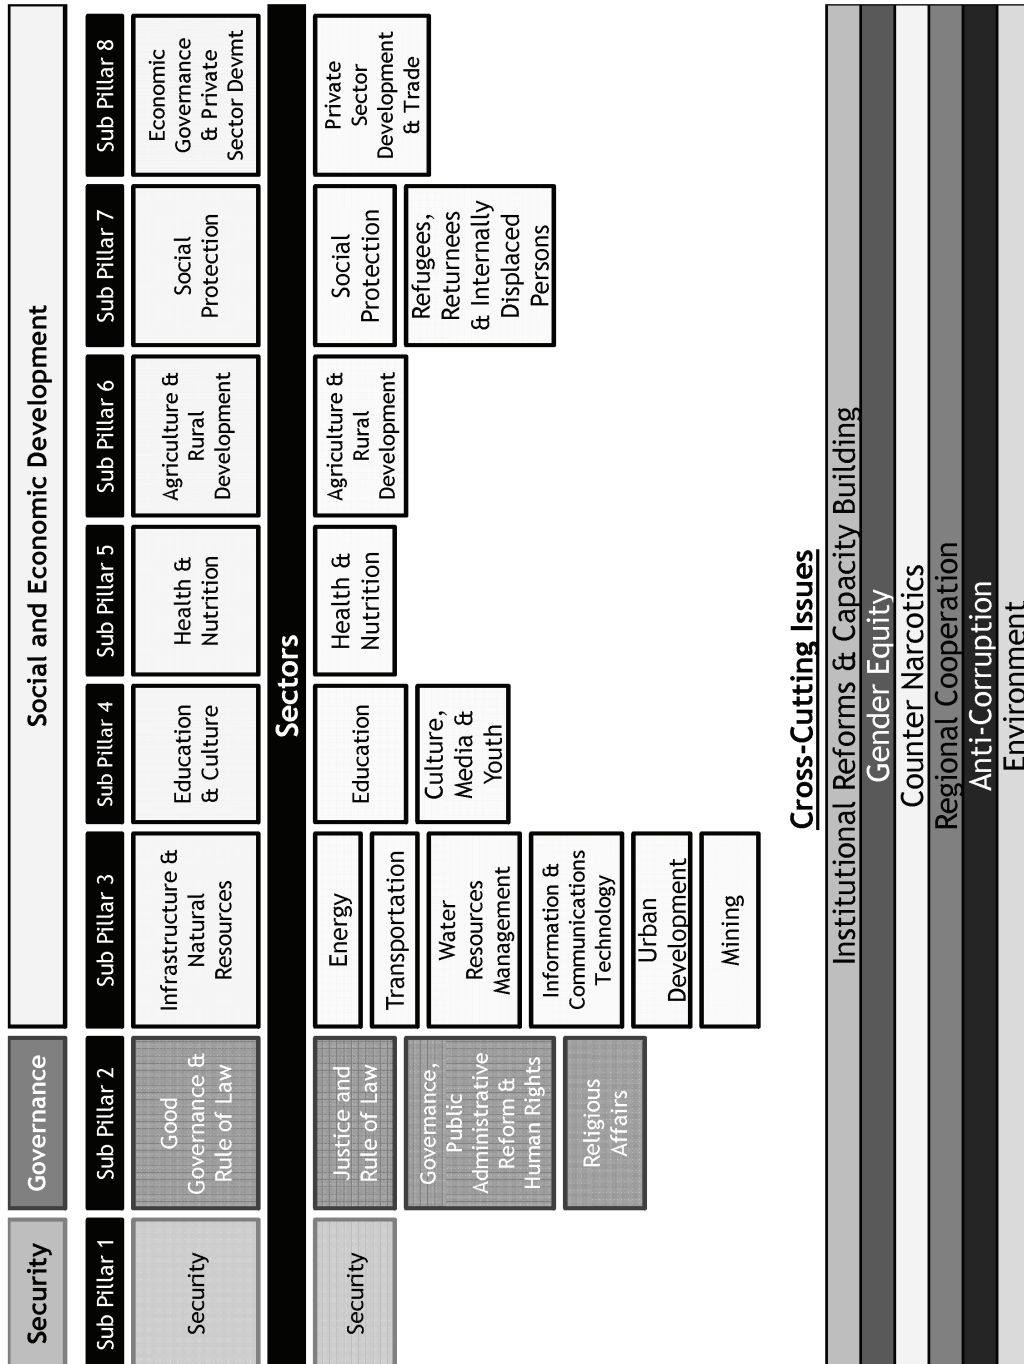 Security
Governance
Social and Economic Development
Sub Pillar 1
Sub Pillar 2
Sub Pillar 3
Sub Pillar 4
Sub Pillar 5
Sub Pillar 6
Sub Pillar 7
Sub Pillar 8
Security
Good
Governance &
Rule of Law
Infrastructure &
Natural
Resources
Education
& Culture
Health &
Nutrition
Agriculture &
Rural
Development
Social
Protection
Economic
Governance
& Private
Sector Devmt
Sectors
Security
Justice and
Rule of Law
Governance,
Public
Administrative
Reform &
Human Rights
Religious
Affairs
Energy
Transportation
Water
Resources
Management
Information &
Communications
Technology
Urban
Development
Mining
Education
Culture,
Media &
Youth
Health &
Nutrition
Agriculture &
Rural
Development
Social
Protection
Refugees,
Returnees
& Internally
Displaced
Persons
Private
Sector
Development
& Trade
Cross-Cutting Issues
Institutional Reforms & Capacity Building
Gender Equity
Counter Narcotics
Regional Cooperation
Anti-Corruption
Environment